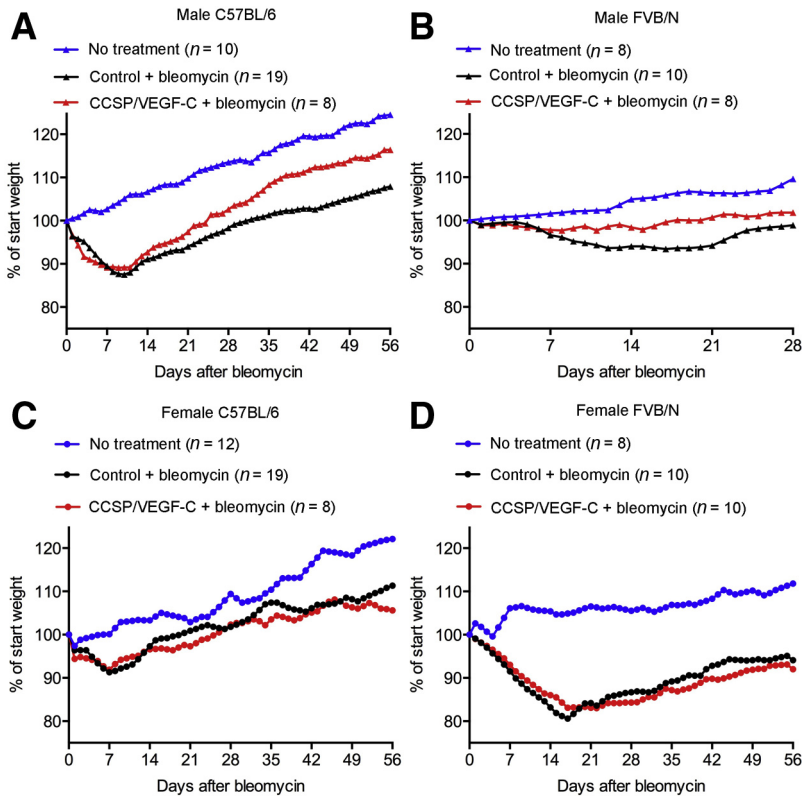 A
Male C57BL/6
No treatment (n = 10)
Control + bleomycin (n = 19)
CCSP/VEGF-C + bleomycin (n = 8)
% of start weight
120
110
100
90
80
0 7 14 21 28 35 42 49 56
Days after bleomycin
B
Male FVB/N
No treatment (n = 8)
Control + bleomycin (n = 10)
CCSP/VEGF-C + bleomycin (n = 8)
% of start weight
120
110
100
90
80
0 7 14 21 28
Days after bleomycin
C
Female C57BL/6
No treatment (n = 12)
Control + bleomycin (n = 19)
CCSP/VEGF-C + bleomycin (n = 8)
% of start weight
120
110
100
90
80
0 7 14 21 28 35 42 49 56
Days after bleomycin
D
Female FVB/N
No treatment (n = 8)
Control + bleomycin (n = 10)
CCSP/VEGF-C + bleomycin (n = 10)
% of start weight
120
110
100
90
80
0 7 14 21 28 35 42 49 56
Days after bleomycin